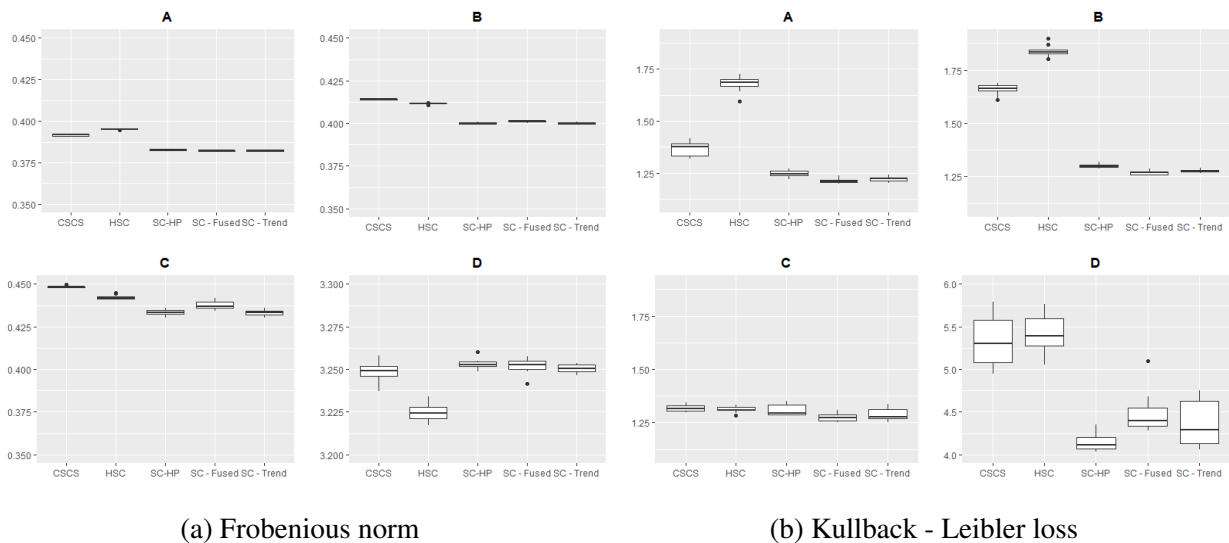 A
0.450
0.425
0.400
0.375
0.350
CSCS HSC SC-HP SC - Fused SC - Trend
B
0.450
0.425
0.400
0.375
0.350
CSCS HSC SC-HP SC - Fused SC - Trend
C
0.450
0.425
0.400
0.375
0.350
CSCS HSC SC-HP SC - Fused SC - Trend
D
3.300
3.275
3.250
3.225
3.200
CSCS HSC SC-HP SC - Fused SC - Trend
(a) Frobenious norm
A
1.75
1.50
1.25
CSCS HSC SC-HP SC - Fused SC - Trend
B
1.75
1.50
1.25
CSCS HSC SC-HP SC - Fused SC - Trend
C
1.75
1.50
1.25
CSCS HSC SC-HP SC - Fused SC - Trend
D
6.0
5.5
5.0
4.5
4.0
CSCS HSC SC-HP SC - Fused SC - Trend
(b) Kullback - Leibler loss